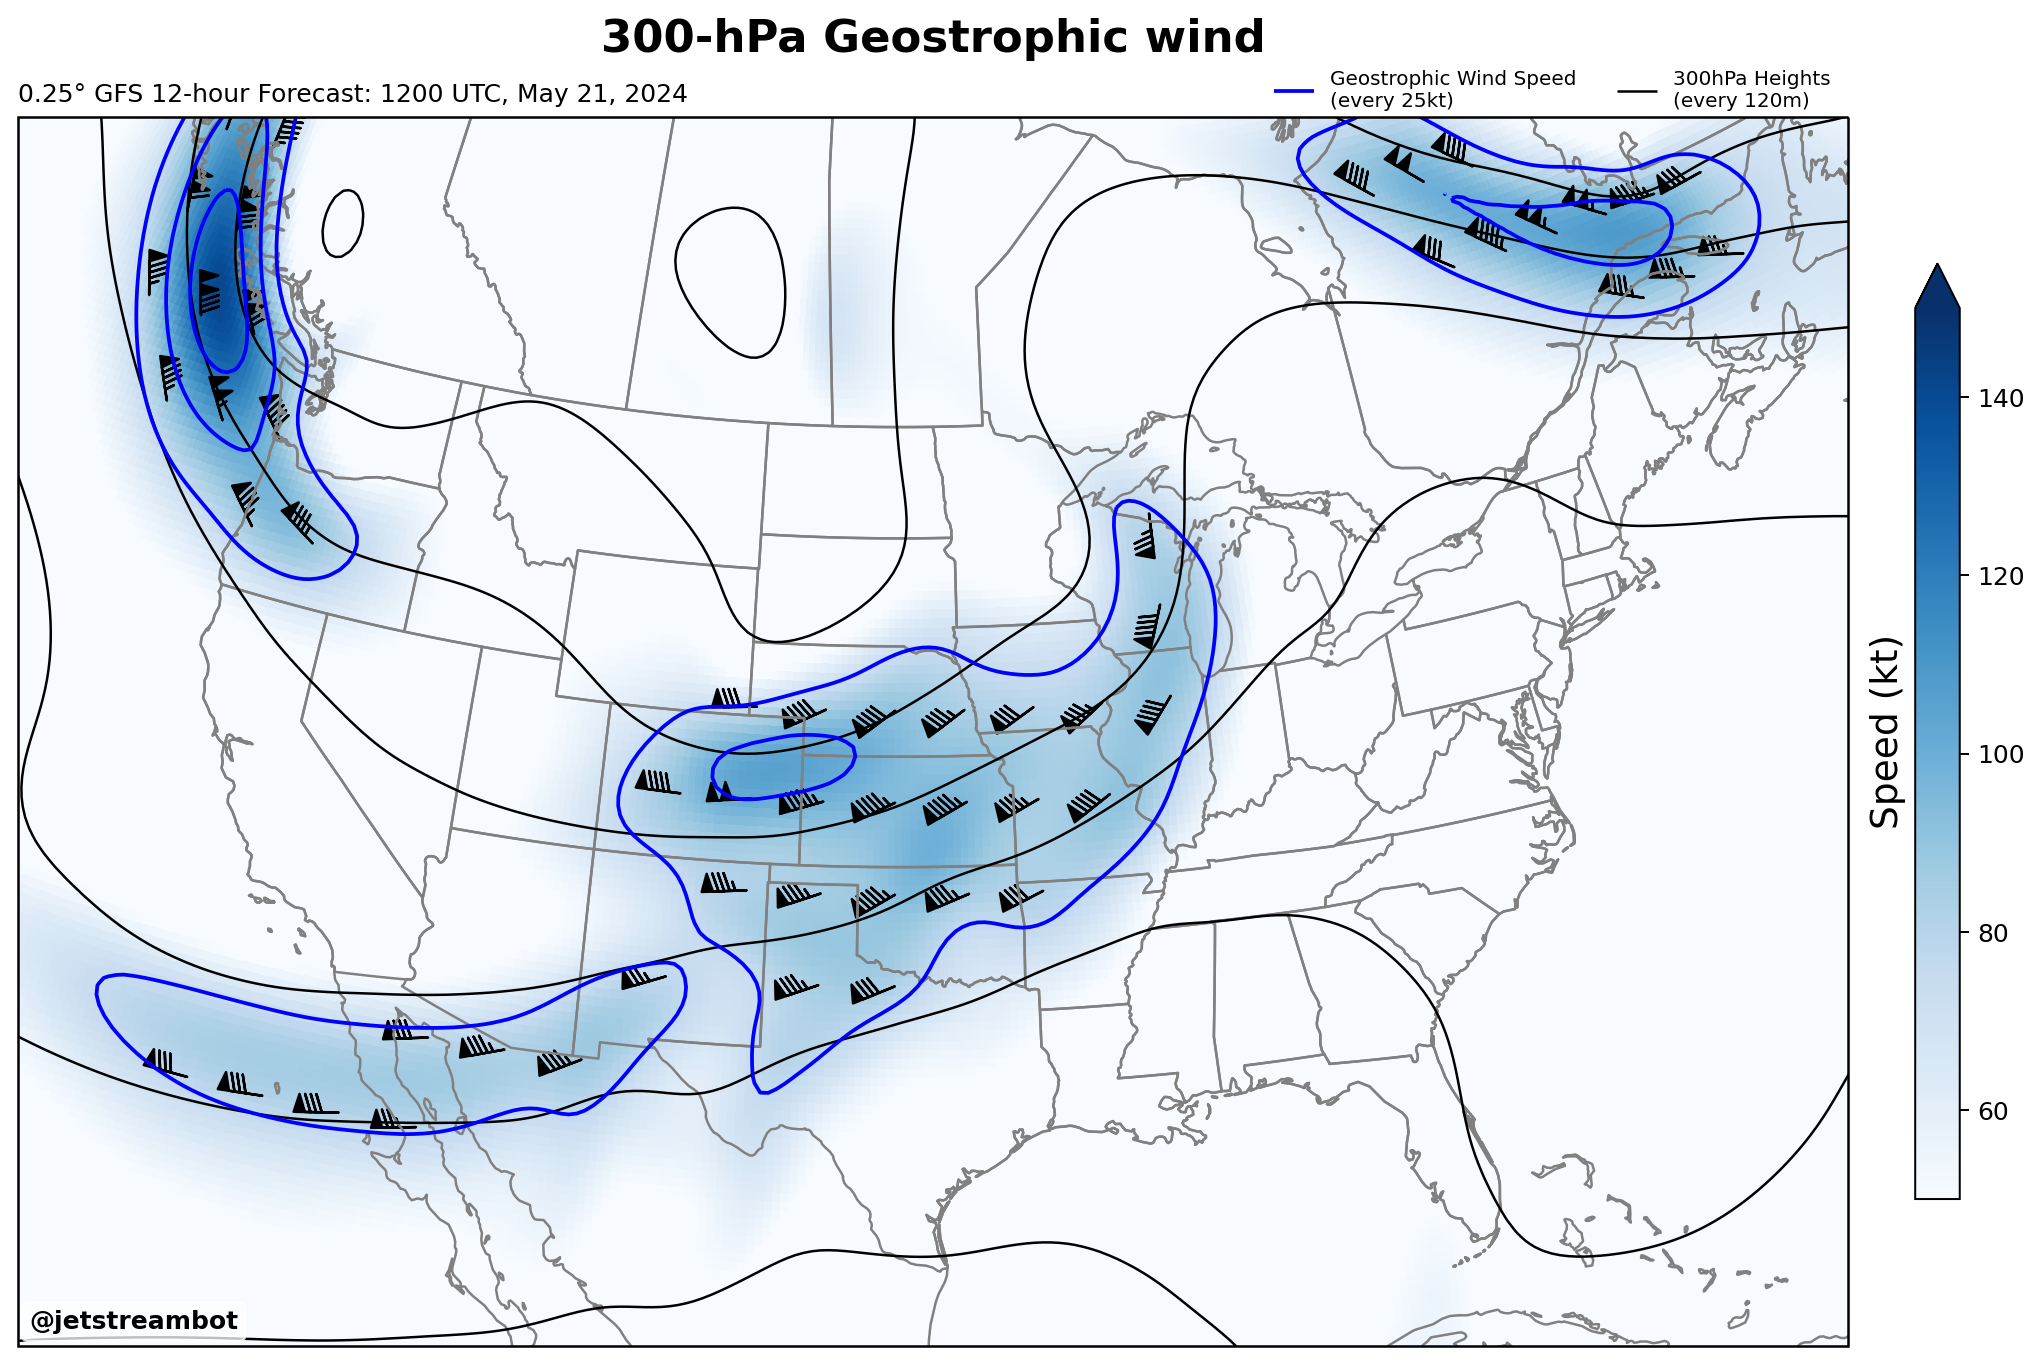 300-hPa Geostrophic wind
0.25° GFS 12-hour Forecast: 1200 UTC, May 21, 2024
Geostrophic Wind Speed
(every 25kt)
300hPa Heights
(every 120m)
140
120
100
80
60
Speed (kt)
@jetstreambot